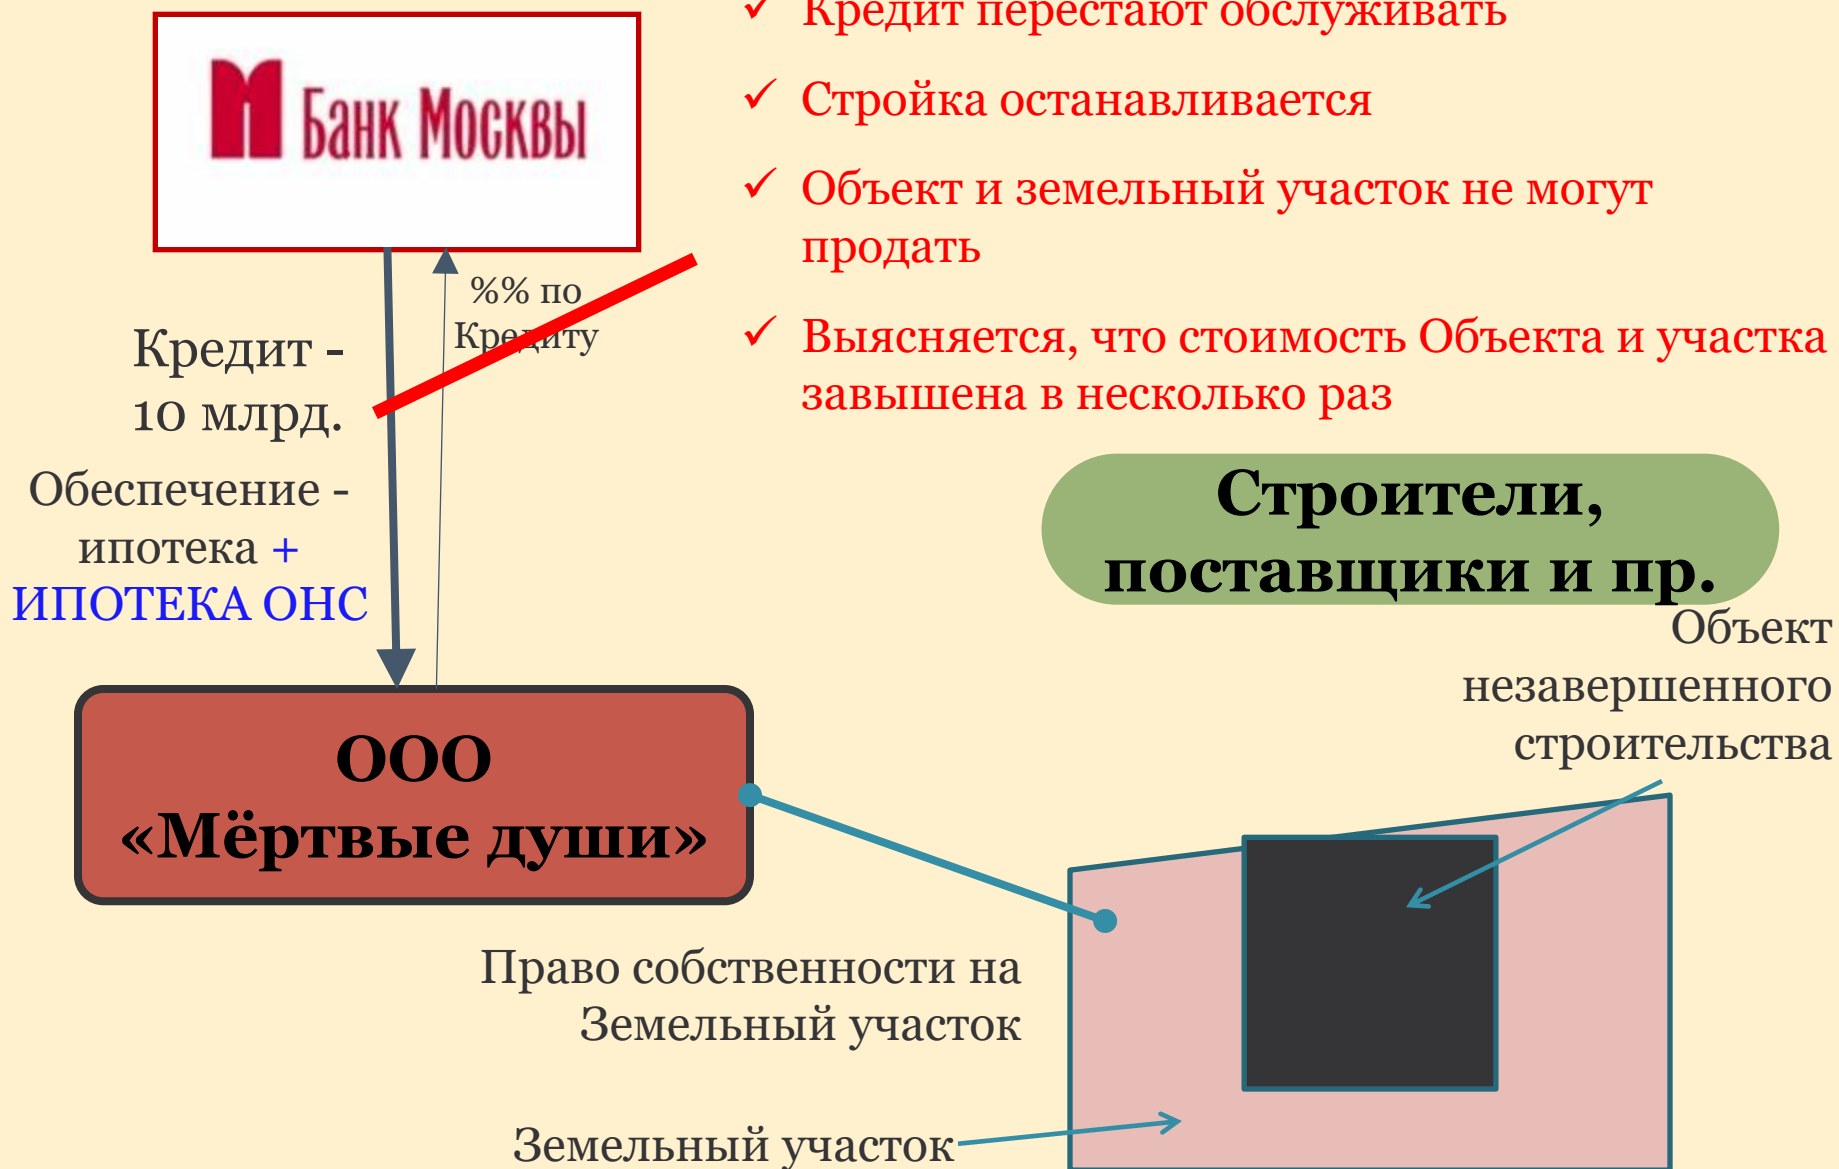 Кредит перестают обслуживать
Банк Москвы
Стройка останавливается
Объект и земельный участок не могут
продать
%% по
Кредиту
Выясняется, что стоимость Объекта и участка
завышена в несколько раз
Кредит -
10 млрд.
Обеспечение -
ипотека +
ИПОТЕКА ОНС
Строители,
поставщики и пр.
Объект
незавершенного
строительства
ООО
«Мёртвые души»
Право собственности на
Земельный участок
Земельный участок